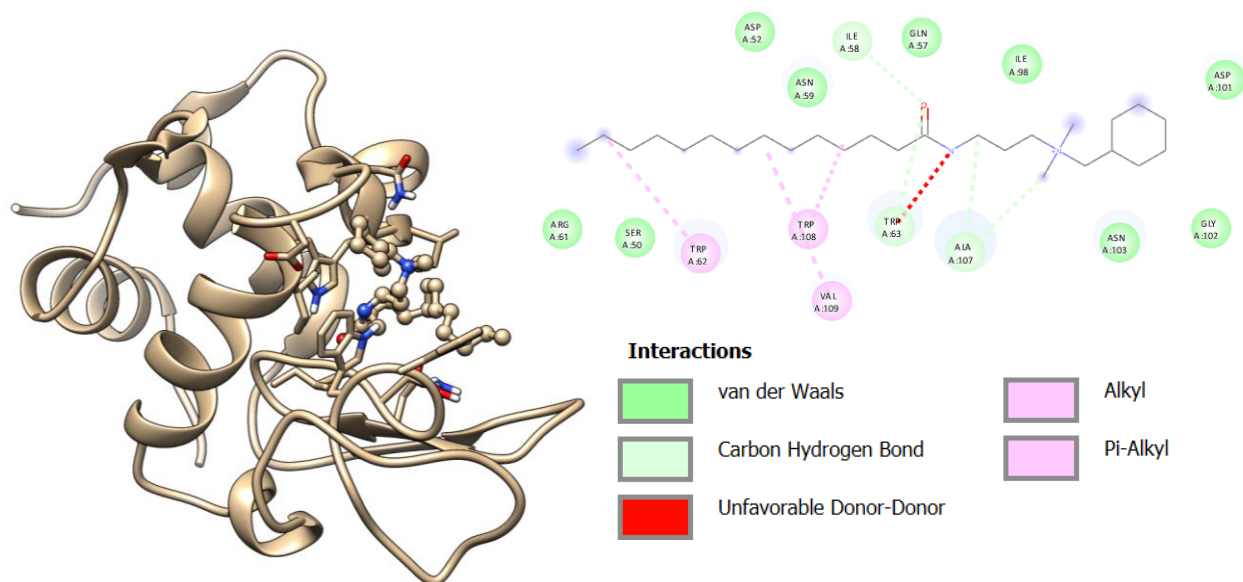 ASP
A:52
ILE
A:58
GLN
A:57
ILE
A:98
ASP
A:101
ASN
A:59
O
N
+N
ARG
A:61
SER
A:50
TRP
A:62
TRP
A:108
TRP
A:63
ALA
A:107
ASN
A:103
GLY
A:102
VAL
A:109
Interactions
van der Waals
Alkyl
Carbon Hydrogen Bond
Pi-Alkyl
Unfavorable Donor-Donor